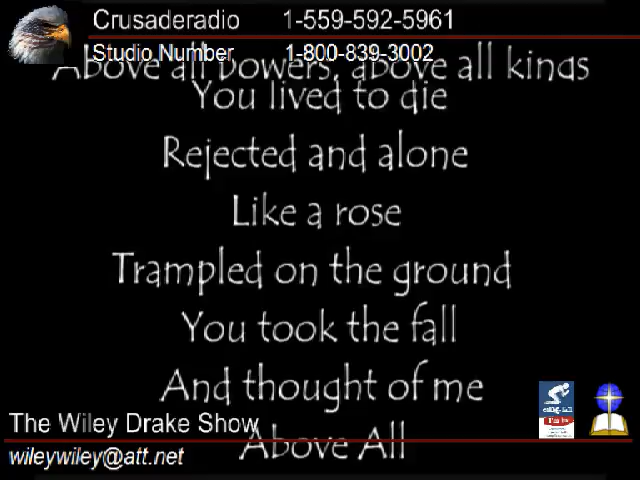 Crusaderadio 1-559-592-5961
Studio Number 1-800-839-3002
Above all powers, above all kings
You lived to die
Rejected and alone
Like a rose
Trampled on the ground
You took the fall
And thought of me
Above All
The Wiley Drake Show
wileywiley@att.net